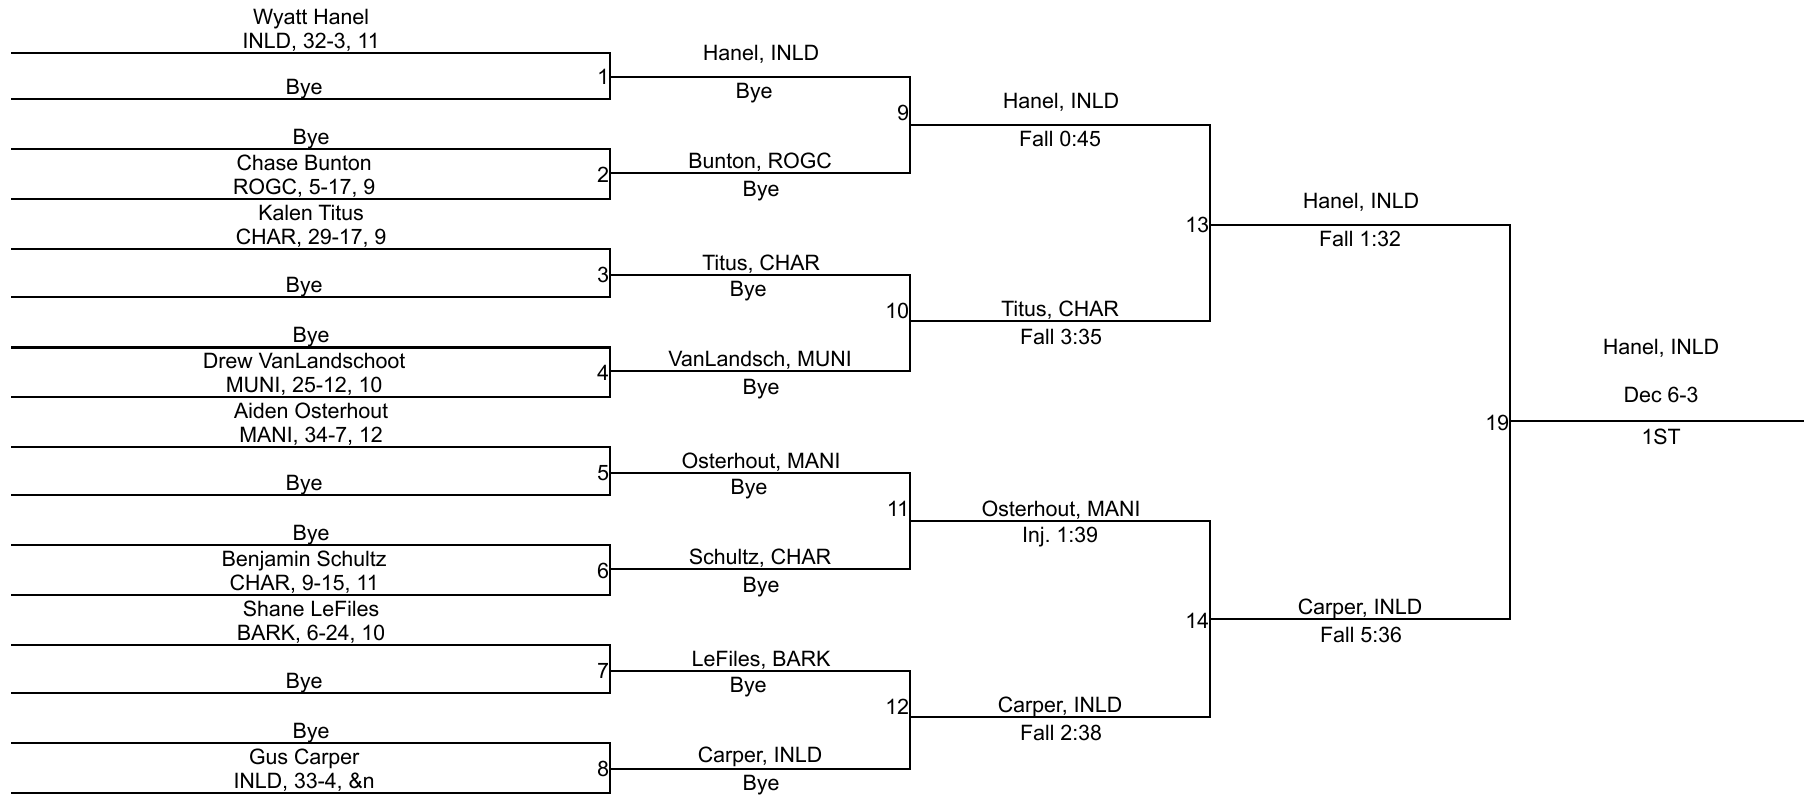 Wyatt Hanel
INLD, 32-3, 11
Bye
1
Bye
Chase Bunton
ROGC, 5-17, 9
2
Kalen Titus
CHAR, 29-17, 9
Bye
3
Bye
Drew VanLandschoot
MUNI, 25-12, 10
4
Aiden Osterhout
MANI, 34-7, 12
Bye
5
Bye
Benjamin Schultz
CHAR, 9-15, 11
6
Shane LeFiles
BARK, 6-24, 10
Bye
7
Bye
Gus Carper
INLD, 33-4, &n
8
Hanel, INLD
Bye
9
Bunton, ROGC
Bye
Titus, CHAR
Bye
10
VanLandsch, MUNI
Bye
Osterhout, MANI
Bye
11
Schultz, CHAR
Bye
LeFiles, BARK
Bye
12
Carper, INLD
Bye
Hanel, INLD
Fall 0:45
13
Titus, CHAR
Fall 3:35
Osterhout, MANI
Inj. 1:39
14
Carper, INLD
Fall 2:38
Hanel, INLD
Fall 1:32
19
Carper, INLD
Fall 5:36
Hanel, INLD
Dec 6-3
1ST